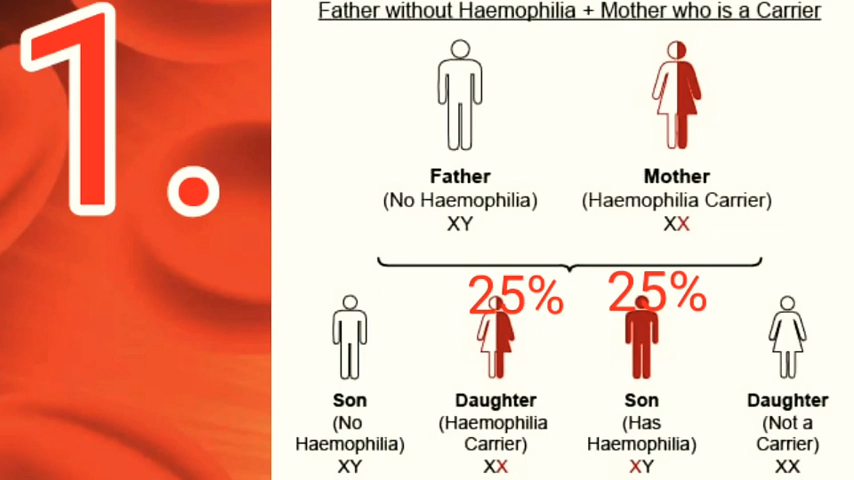 1.
Father without Haemophilia + Mother who is a Carrier
Father
(No Haemophilia)
XY
Mother
(Haemophilia Carrier)
XX
25%
25%
Son
(No
Haemophilia)
XY
Daughter
(Haemophilia
Carrier)
XX
Son
(Has
Haemophilia)
XY
Daughter
(Not a
Carrier)
XX